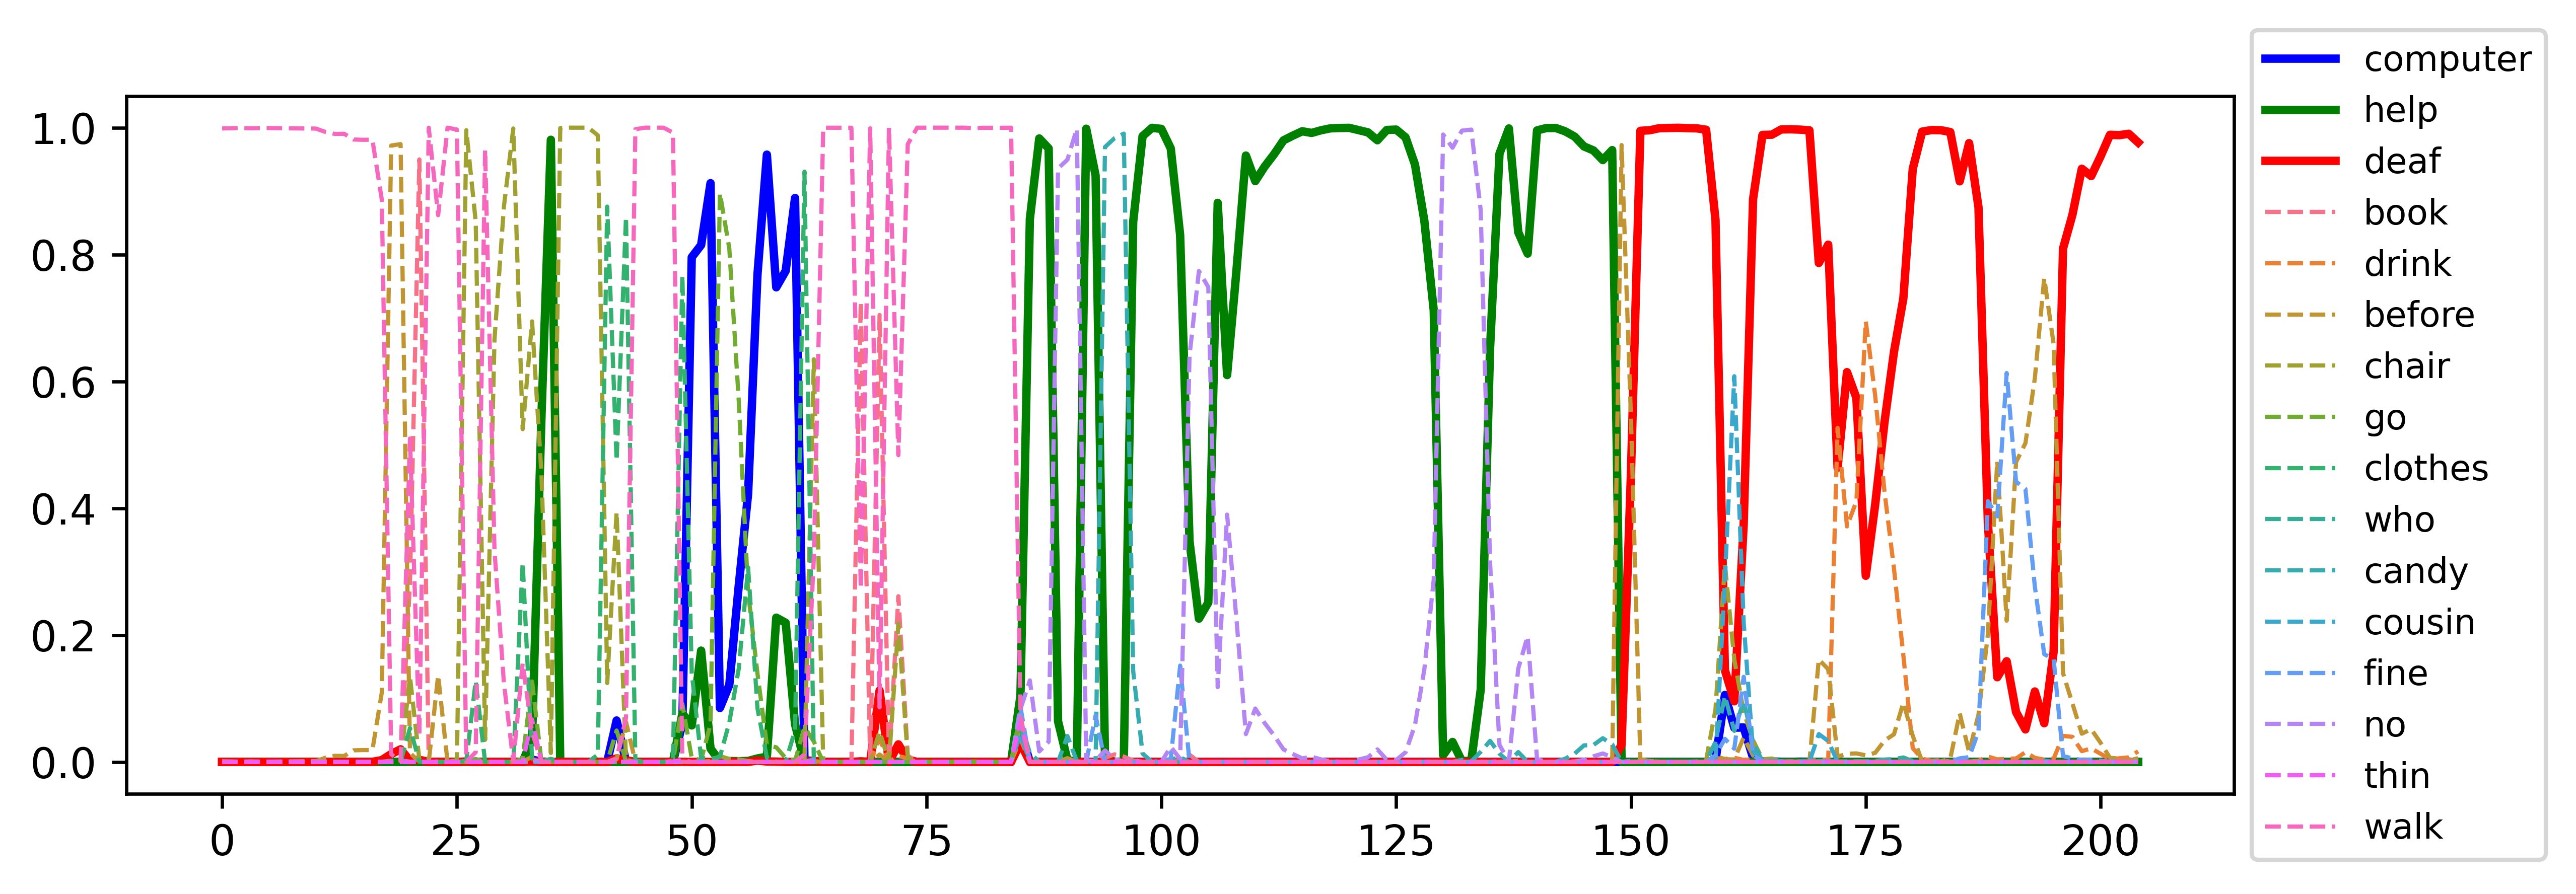 1.0
0.8
0.6
0.4
0.2
0.0
0 25 50 75 100 125 150 175 200
computer
help
deaf
book
drink
before
chair
go
clothes
who
candy
cousin
fine
no
thin
walk